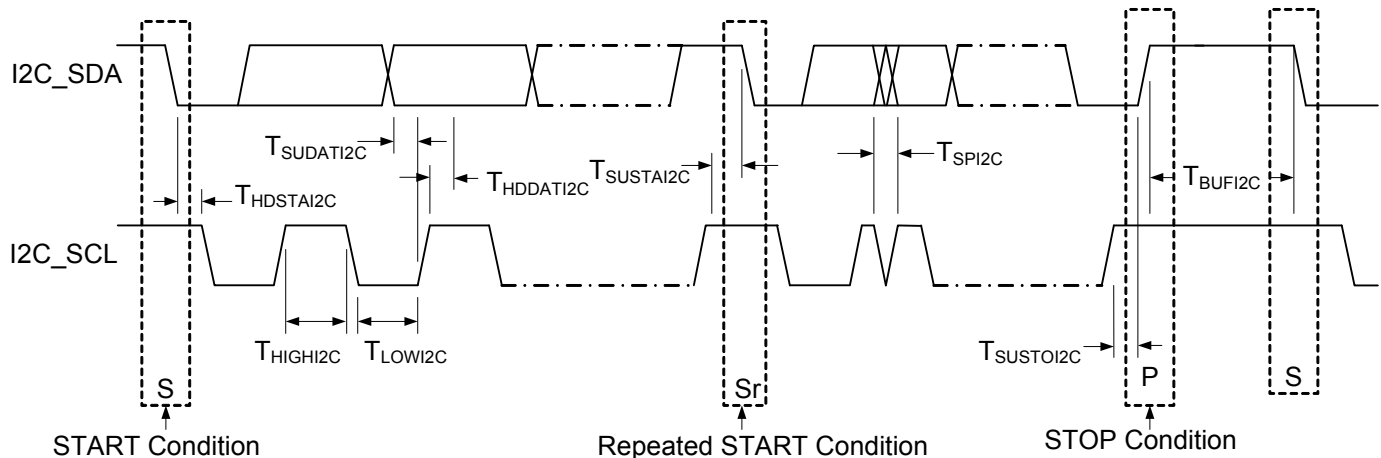 I2C_SDA
TSUDATI2C
THDSTAI2C
THDDATI2C
TSUSTAI2C
TSPI2C
TBUFI2C
I2C_SCL
THIGHI2C
TLOWI2C
TSUSTOI2C
S
Sr
P
S
START Condition
Repeated START Condition
STOP Condition